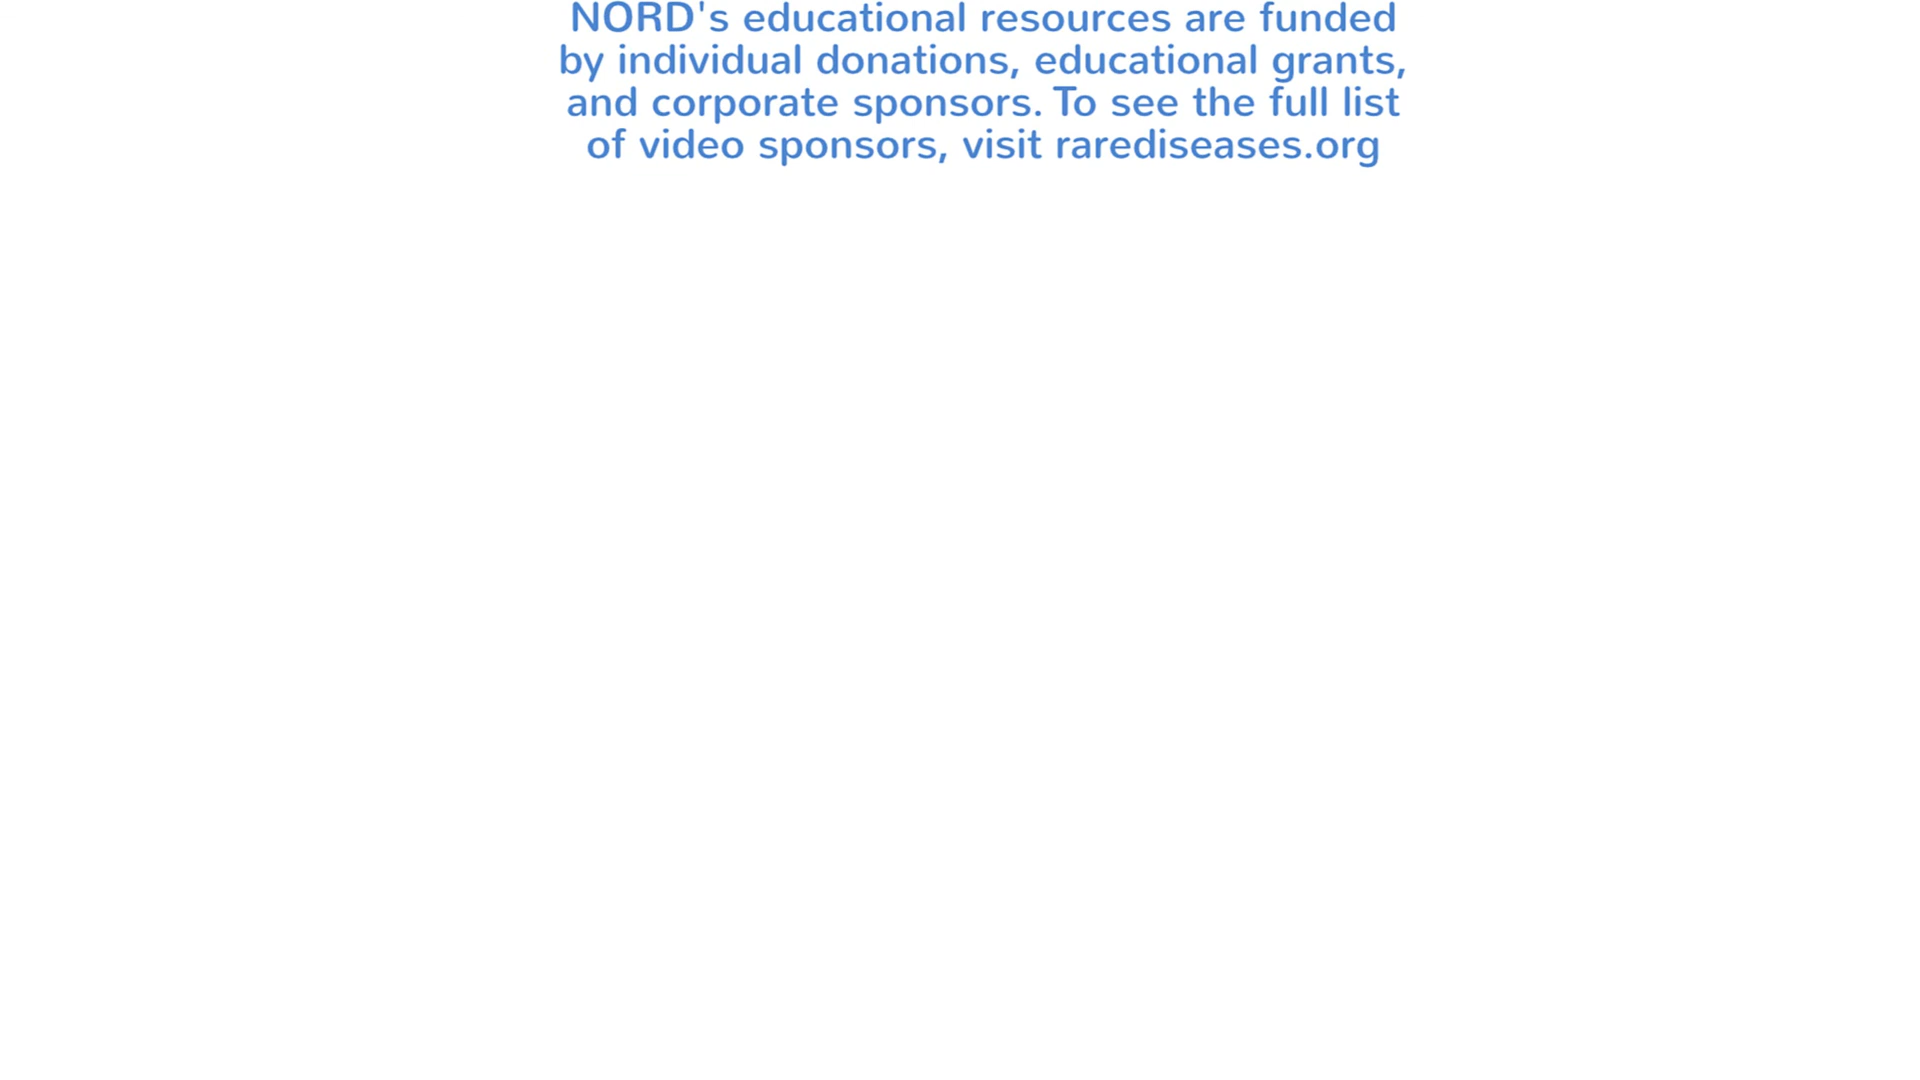 NORD's educational resources are funded
by individual donations, educational grants,
and corporate sponsors. To see the full list
of video sponsors, visit rarediseases.org